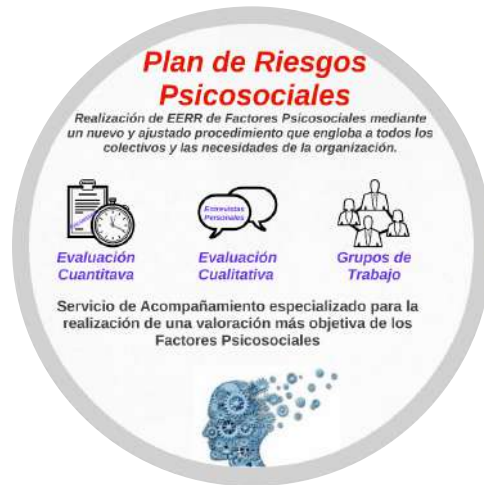 Plan de Riesgos
Psicosociales
Realización de EERR de Factores Psicosociales mediante
un nuevo y ajustado procedimiento que engloba a todos los
colectivos y las necesidades de la organización.
Entrevistas
Personales
Evaluación
Cuantitava
Evaluación
Cualitativa
Grupos de
Trabajo
Servicio de Acompañamiento especializado para la
realización de una valoración más objetiva de los
Factores Psicosociales